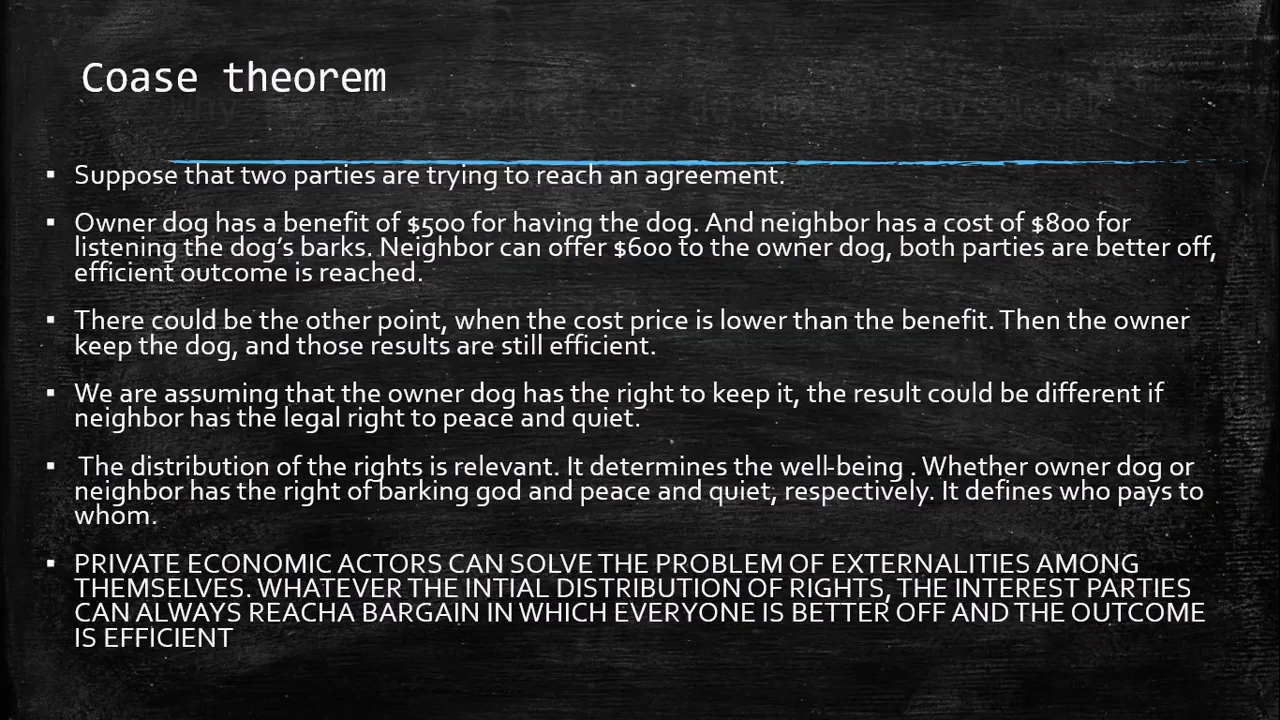 Coase theorem
▪ Suppose that two parties are trying to reach an agreement.
▪ Owner dog has a benefit of $500 for having the dog. And neighbor has a cost of $800 for
listening the dog's barks. Neighbor can offer $600 to the owner dog, both parties are better off,
efficient outcome is reached.
▪ There could be the other point, when the cost price is lower than the benefit. Then the owner
keep the dog, and those results are still efficient.
▪ We are assuming that the owner dog has the right to keep it, the result could be different if
neighbor has the legal right to peace and quiet.
▪ The distribution of the rights is relevant. It determines the well-being . Whether owner dog or
neighbor has the right of barking god and peace and quiet, respectively. It defines who pays to
whom.
▪ PRIVATE ECONOMIC ACTORS CAN SOLVE THE PROBLEM OF EXTERNALITIES AMONG
THEMSELVES. WHATEVER THE INTIAL DISTRIBUTION OF RIGHTS, THE INTEREST PARTIES
CAN ALWAYS REACHA BARGAIN IN WHICH EVERYONE IS BETTER OFF AND THE OUTCOME
IS EFFICIENT